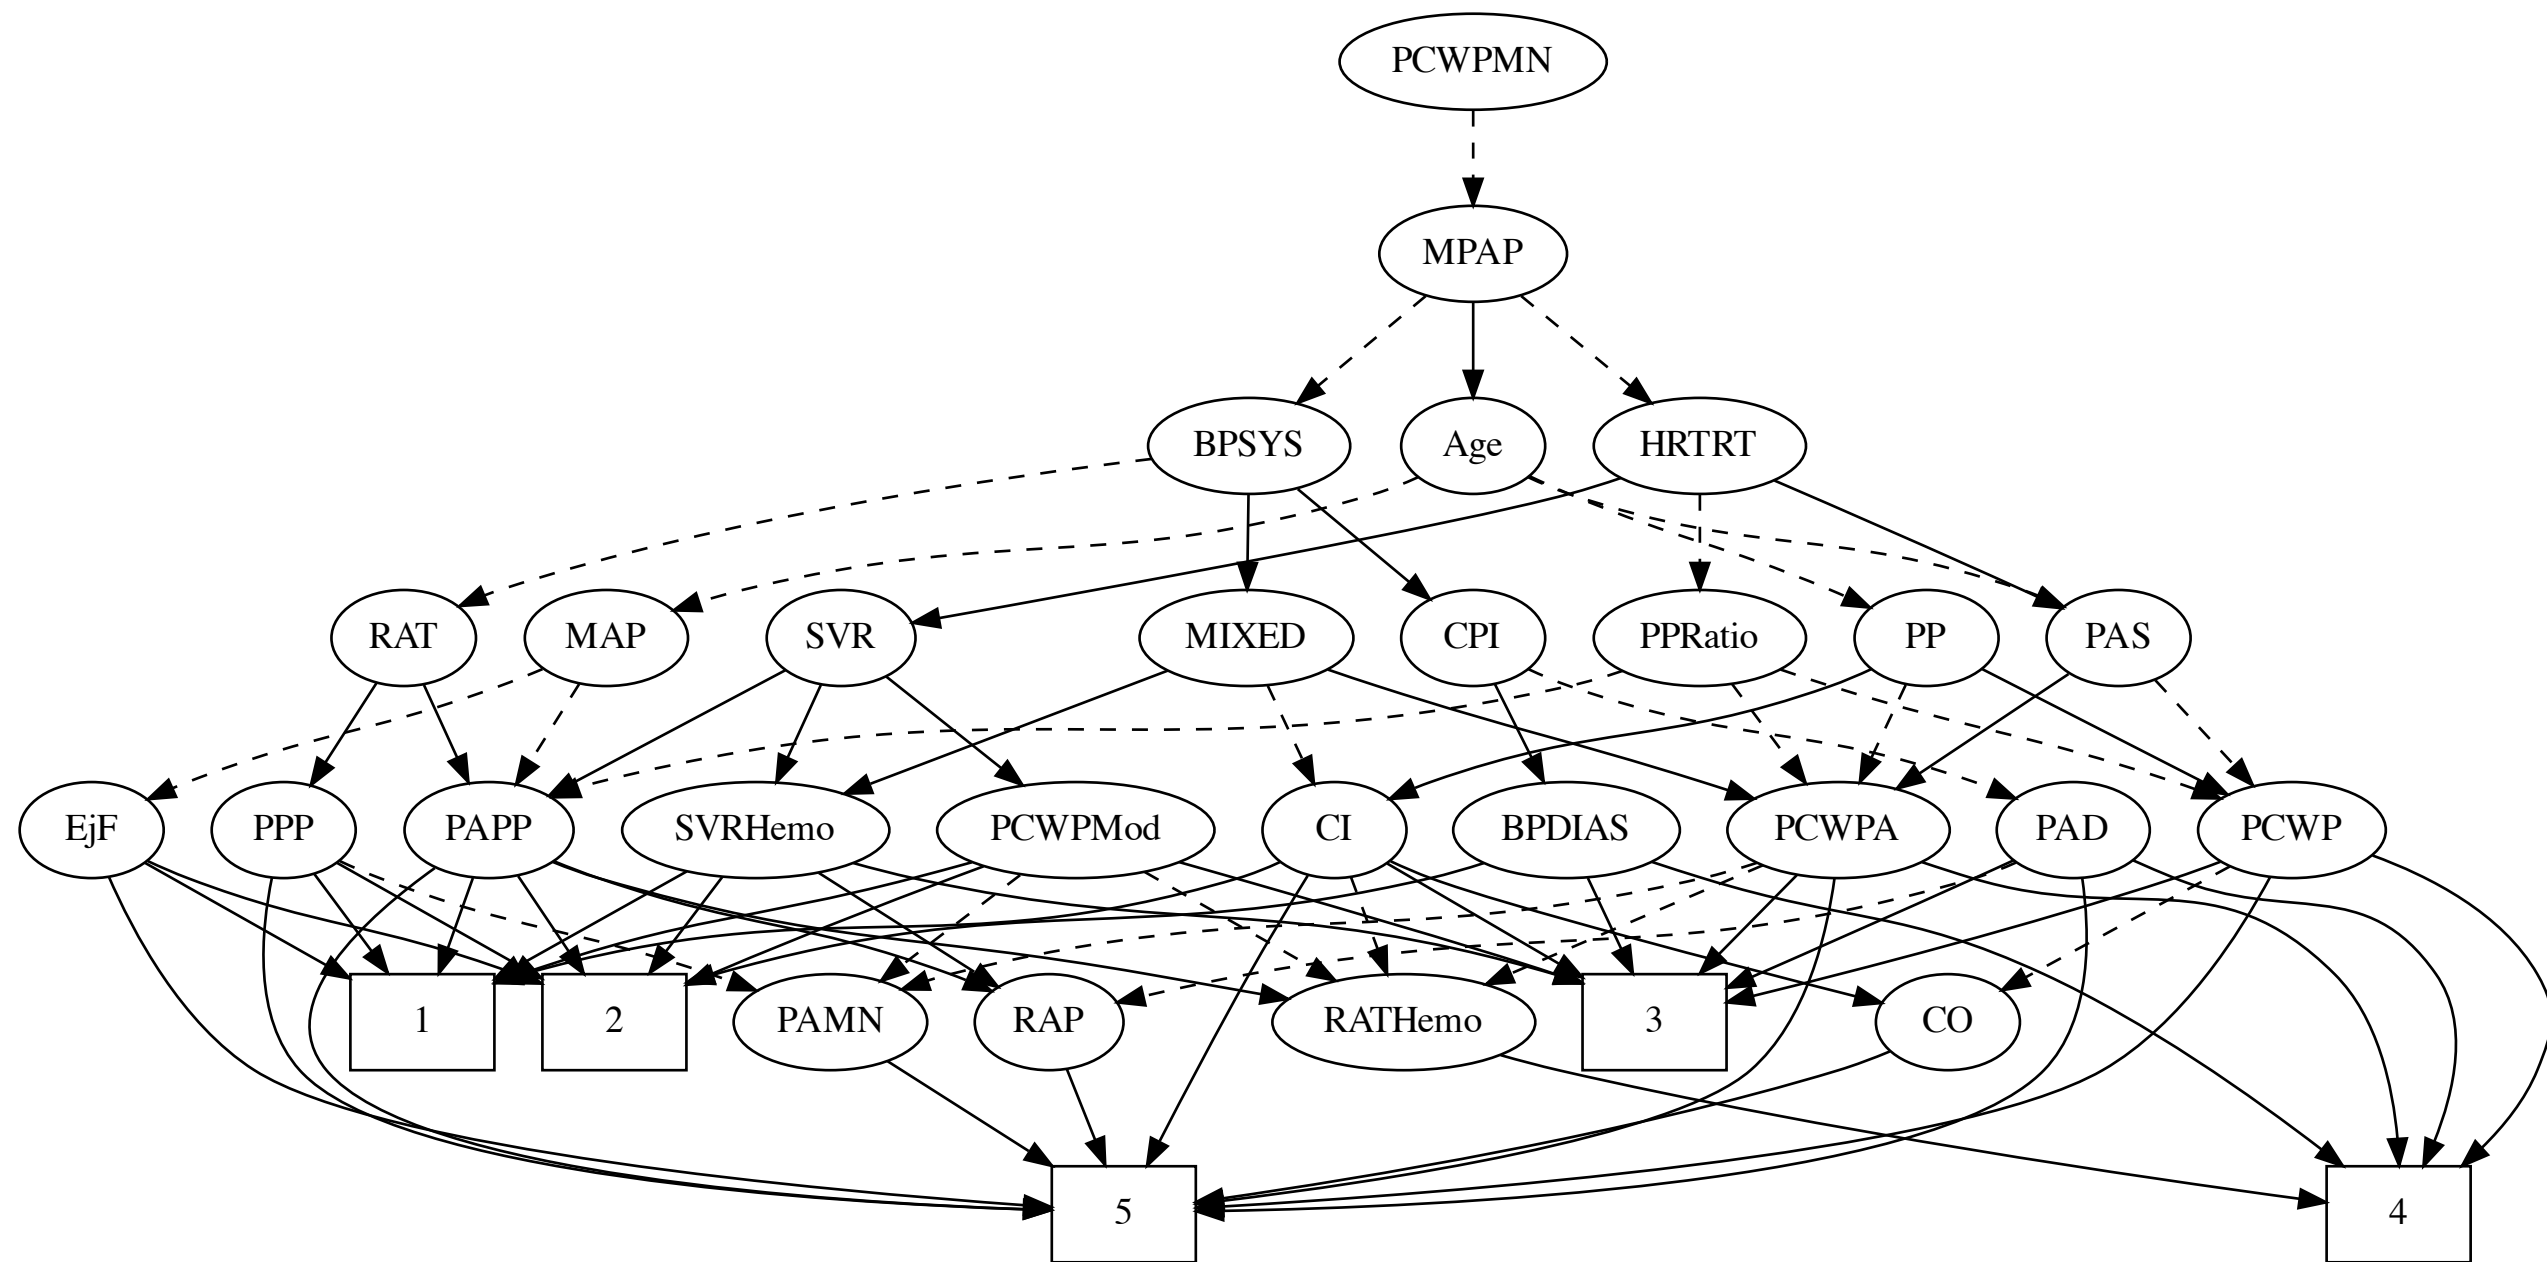 PCWPMN
MPAP
BPSYS
Age
HRTRT
RAT
MAP
SVR
MIXED
CPI
PPRatio
PP
PAS
EjF
PPP
PAPP
SVRHemo
PCWPMod
CI
BPDIAS
PCWPA
PAD
PCWP
1
2
PAMN
RAP
RATHemo
3
CO
5
4